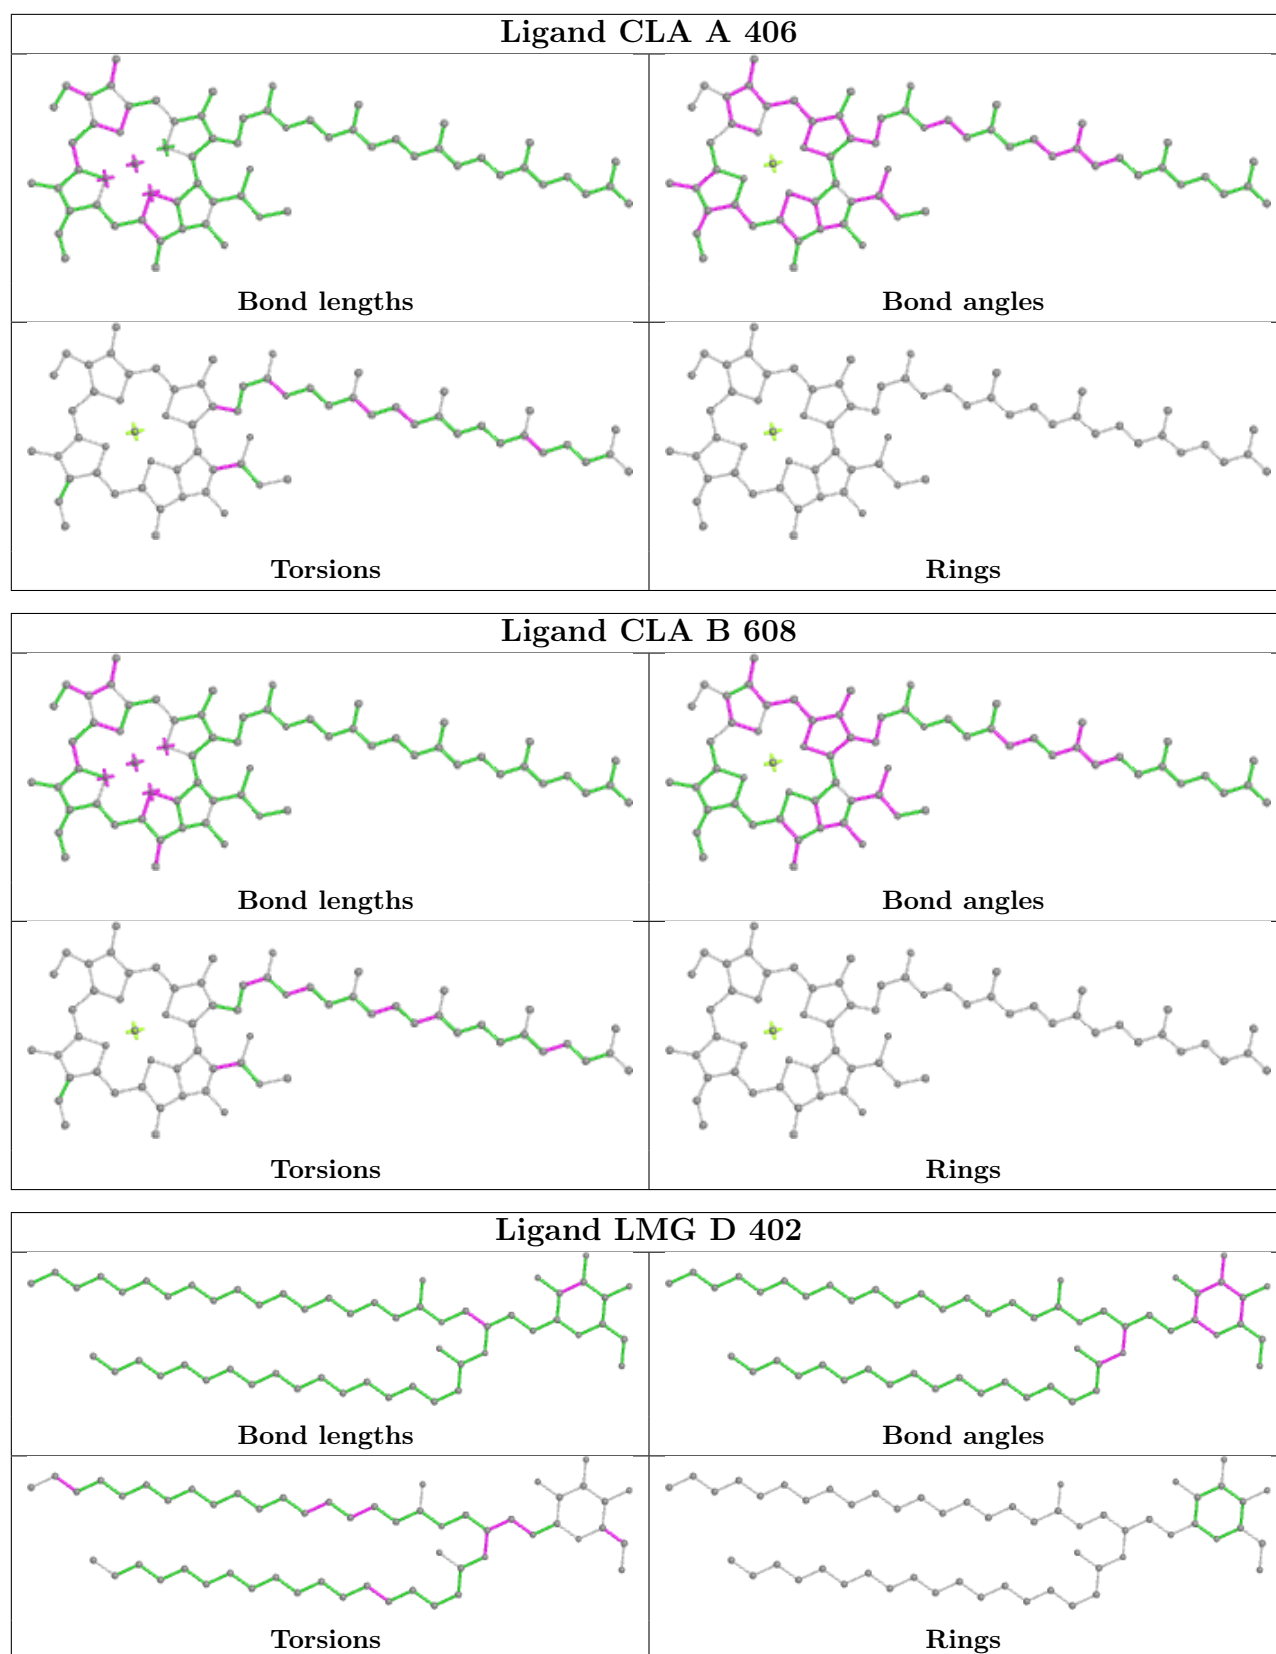 Ligand CLA A 406
Bond lengths
Bond angles
Torsions
Rings
Ligand CLA B 608
Bond lengths
Bond angles
Torsions
Rings
Ligand LMG D 402
Bond lengths
Bond angles
Torsions
Rings